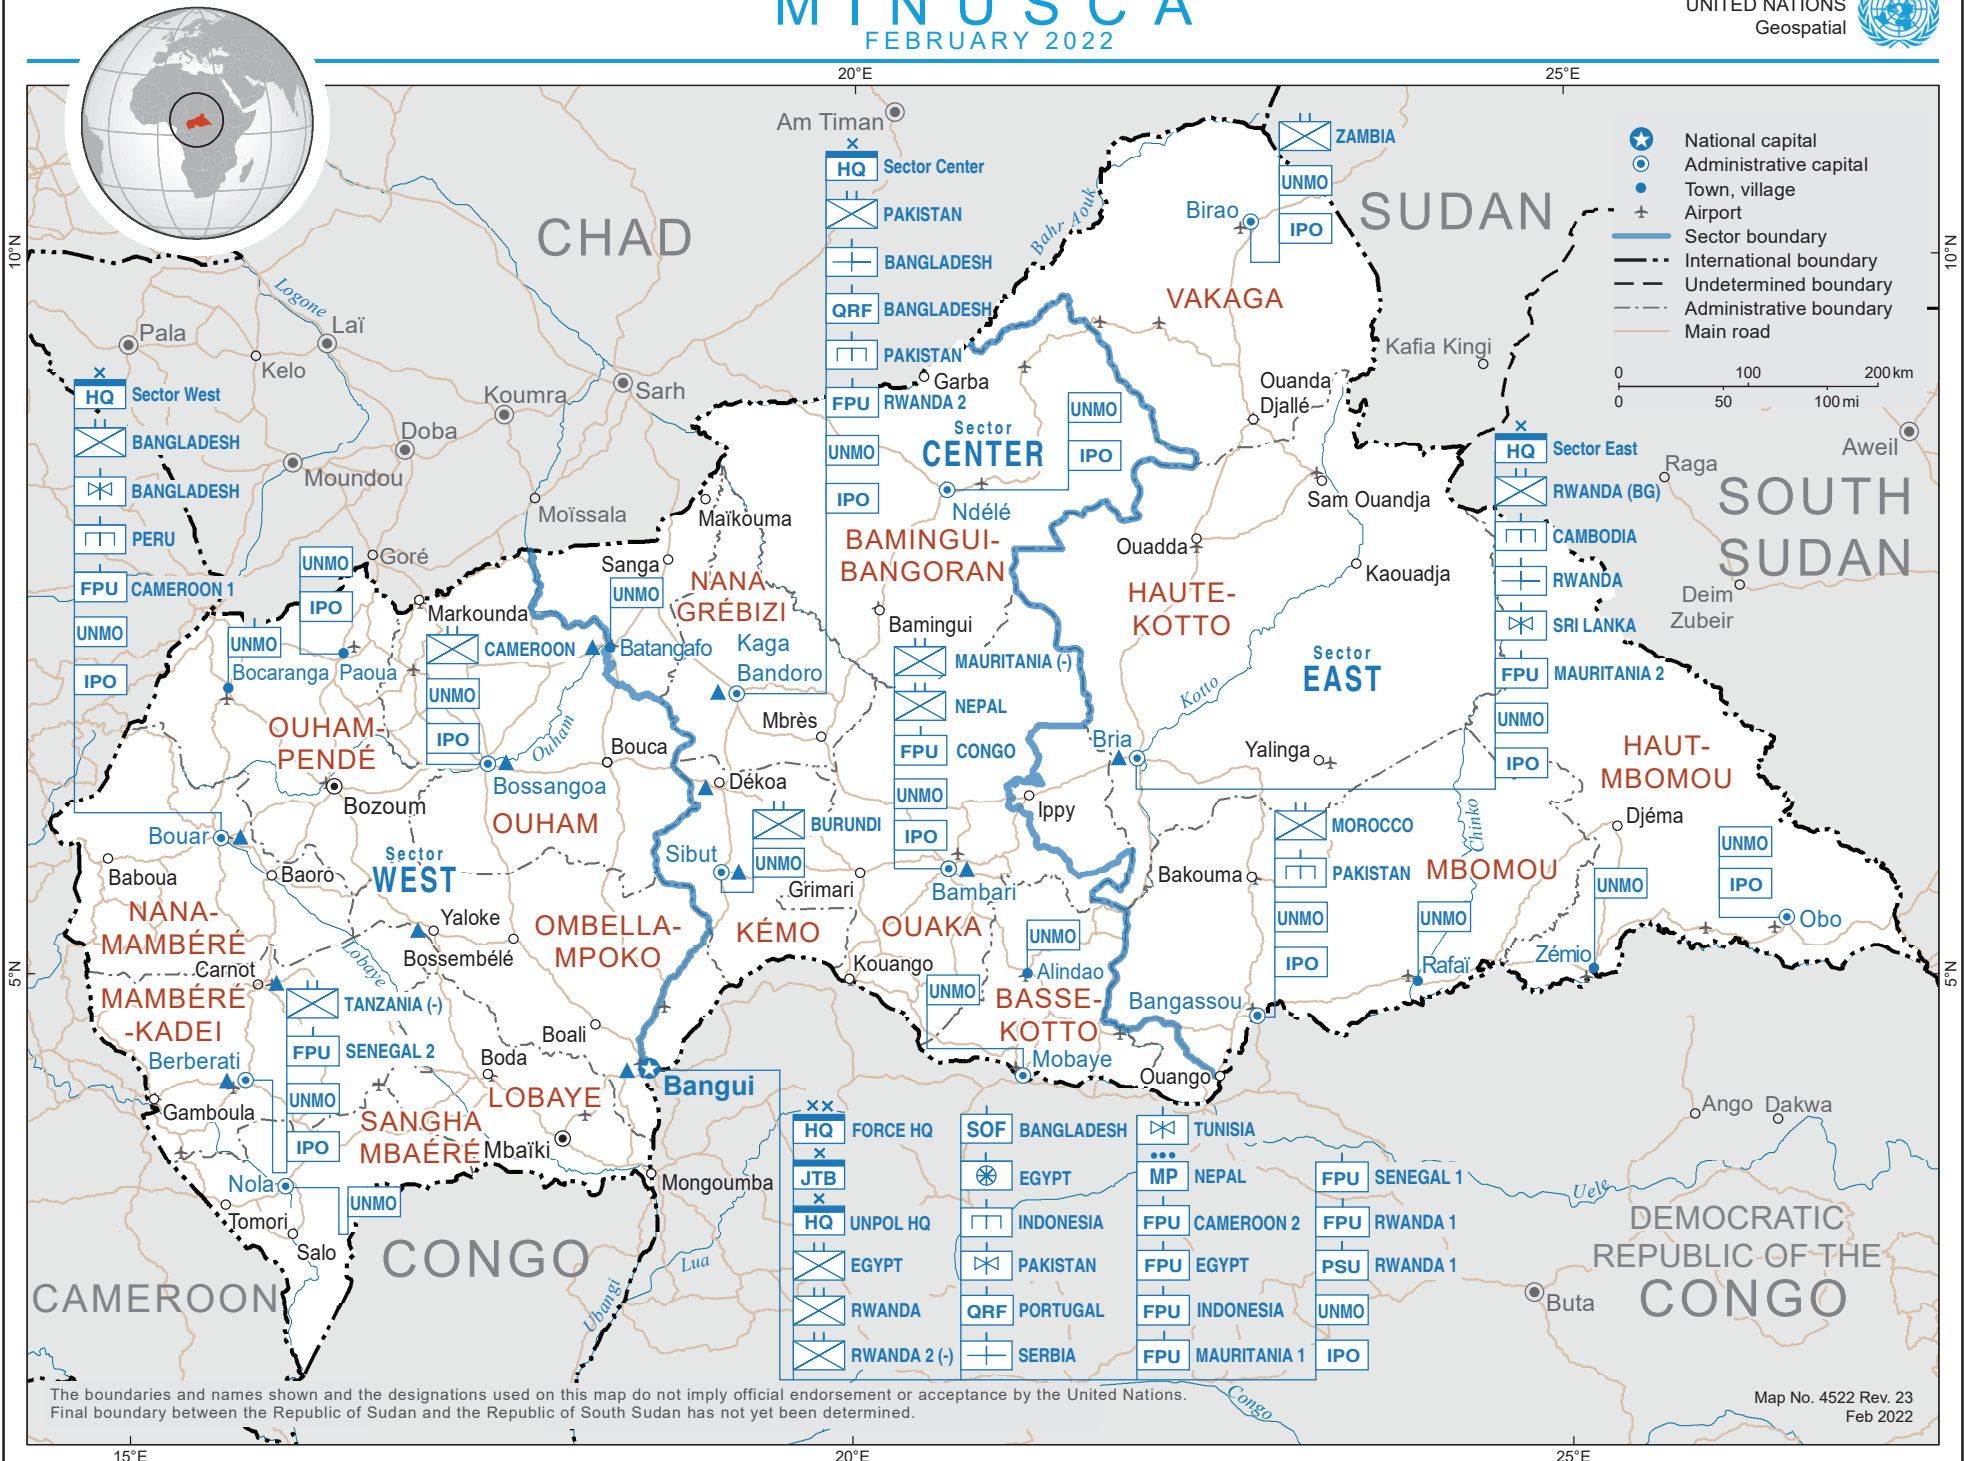 MINUSCA
FEBRUARY 2022
UNITED NATIONS
Geospatial
20°E
25°E
10°N
10°N
5°N
5°N
15°E
20°E
25°E
National capital
Administrative capital
Town, village
Airport
Sector boundary
International boundary
Undetermined boundary
Administrative boundary
Main road
0 100 200 km
0 50 100 mi
CHAD
SUDAN
SOUTH
SUDAN
CAMEROON
CONGO
DEMOCRATIC
REPUBLIC OF THE
CONGO
Am Timan
Pala
Laï
Kelo
Logone
Koumra
Sarh
Doba
Moundou
Moïssala
Goré
Bahr Aouk
Kafia Kingi
Aweil
Raga
Deim
Zubeir
HQ Sector West
BANGLADESH
BANGLADESH
PERU
FPU CAMEROON 1
UNMO
IPO
HQ Sector Center
PAKISTAN
BANGLADESH
QRF BANGLADESH
PAKISTAN
FPU RWANDA 2
UNMO
IPO
ZAMBIA
UNMO
IPO
Birao
VAKAGA
Garba
Ouanda
Djallé
Sector
CENTER
UNMO
IPO
Ndélé
BAMINGUI-
BANGORAN
Sam Ouandja
Ouadda
Kaouadja
HAUTE-
KOTTO
Sector
EAST
Kotto
HQ Sector East
RWANDA (BG)
CAMBODIA
RWANDA
SRI LANKA
FPU MAURITANIA 2
UNMO
IPO
Maïkouma
Sanga
UNMO
NANA
GRÉBIZI
Kaga
Bandoro
Batangafo
Markounda
CAMEROON
UNMO
IPO
UNMO
IPO
UNMO
Bocaranga
Paoua
OUHAM-
PENDÉ
Bozoum
Ouham
Bossangoa
OUHAM
Bouca
Mbrès
Dékoa
Bamingui
MAURITANIA (-)
NEPAL
FPU CONGO
UNMO
IPO
BURUNDI
UNMO
Sibut
Grimari
Bambari
Ippy
Bria
Yalinga
HAUT-
MBOMOU
Djéma
Chinko
MOROCCO
PAKISTAN
UNMO
IPO
MBOMOU
Bakouma
UNMO
Rafaï
UNMO
Zémio
UNMO
IPO
Obo
Bouar
Baboua
Baoro
Sector
WEST
NANA-
MAMBÉRÉ
Yaloke
Bossembélé
OMBELLA-
MPOKO
KÉMO
OUAKA
Kouango
UNMO
Alindao
UNMO
BASSE-
KOTTO
Bangassou
Mobaye
Ouango
Carnot
Lobaye
MAMBÉRÉ
-KADEI
TANZANIA (-)
FPU SENEGAL 2
UNMO
IPO
Berberati
Gamboula
Boali
Boda
LOBAYE
Bangui
SANGHA
MBAÉRÉ
Mbaïki
Mongoumba
Nola
UNMO
Tomori
Salo
Ubangi
Lua
Ango
Dakwa
Uele
Buta
Congo
HQ FORCE HQ
JTB
HQ UNPOL HQ
EGYPT
RWANDA
RWANDA 2 (-)
SOF BANGLADESH
EGYPT
INDONESIA
PAKISTAN
QRF PORTUGAL
SERBIA
TUNISIA
MP NEPAL
FPU CAMEROON 2
FPU EGYPT
FPU INDONESIA
FPU MAURITANIA 1
FPU SENEGAL 1
FPU RWANDA 1
PSU RWANDA 1
UNMO
IPO
The boundaries and names shown and the designations used on this map do not imply official endorsement or acceptance by the United Nations.
Final boundary between the Republic of Sudan and the Republic of South Sudan has not yet been determined.
Map No. 4522 Rev. 23
Feb 2022